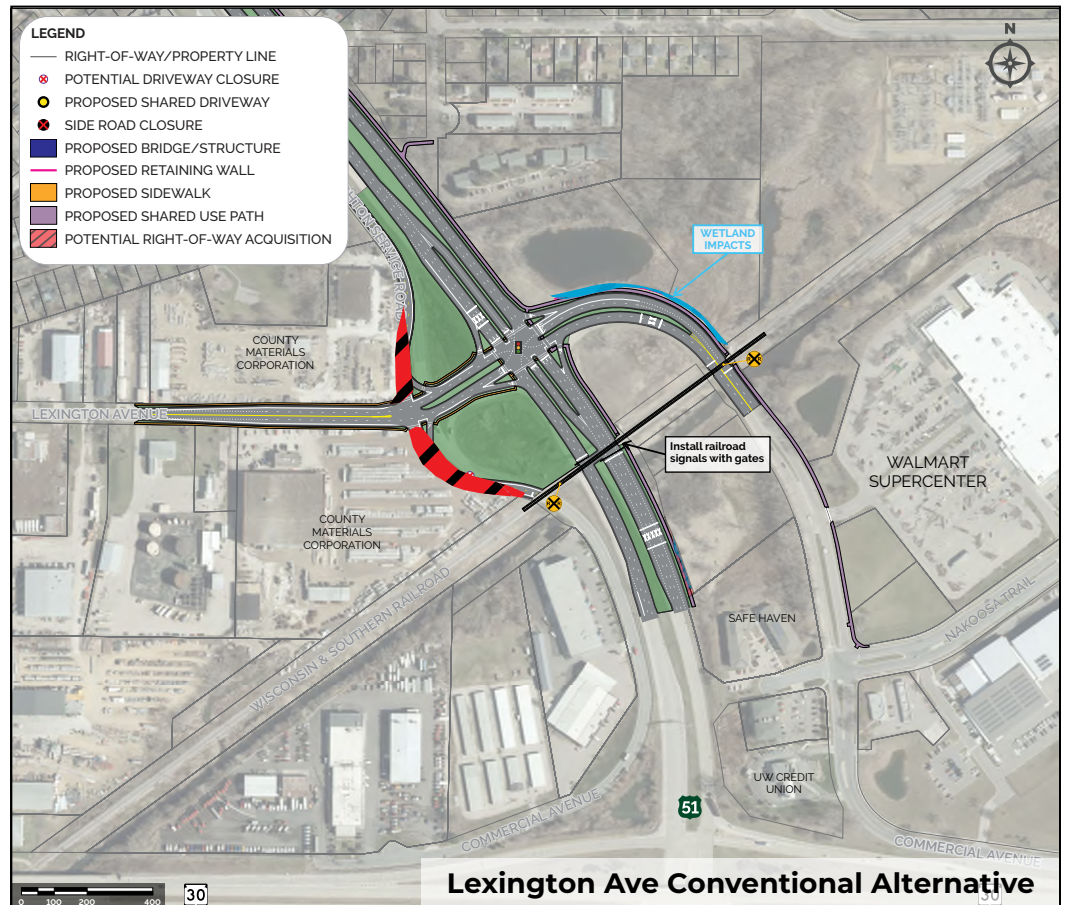 LEGEND
RIGHT-OF-WAY/PROPERTY LINE
POTENTIAL DRIVEWAY CLOSURE
PROPOSED SHARED DRIVEWAY
SIDE ROAD CLOSURE
PROPOSED BRIDGE/STRUCTURE
PROPOSED RETAINING WALL
PROPOSED SIDEWALK
PROPOSED SHARED USE PATH
POTENTIAL RIGHT-OF-WAY ACQUISITION
N
WETLAND
IMPACTS
TON SERVICE ROAD
COUNTY
MATERIALS
CORPORATION
LEXINGTON AVENUE
Install railroad
signals with gates
WALMART
SUPERCENTER
COUNTY
MATERIALS
CORPORATION
WISCONSIN & SOUTHERN RAILROAD
SAFE HAVEN
NAKOOSA TRAIL
UW CREDIT
UNION
51
COMMERCIAL AVENUE
COMMERCIAL AVENUE
Lexington Ave Conventional Alternative
0 100 200 400
30
30